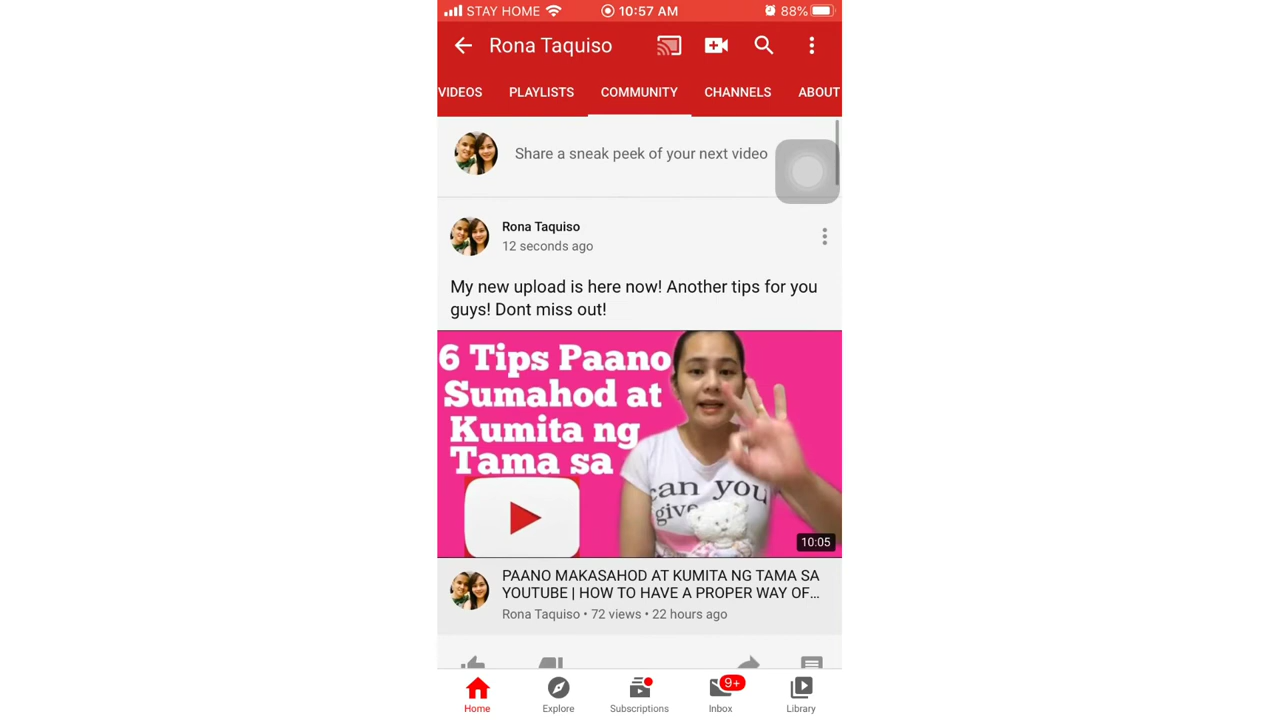 STAY HOME
10:57 AM
88%
Rona Taquiso
VIDEOS
PLAYLISTS
COMMUNITY
CHANNELS
ABOUT
Share a sneak peek of your next video
Rona Taquiso
12 seconds ago
My new upload is here now! Another tips for you
guys! Dont miss out!
6 Tips Paano
Sumahod at
Kumita ng
Tama sa
can you
give
10:05
PAANO MAKASAHOD AT KUMITA NG TAMA SA
YOUTUBE | HOW TO HAVE A PROPER WAY OF...
Rona Taquiso • 72 views • 22 hours ago
9+
Home
Explore
Subscriptions
Inbox
Library